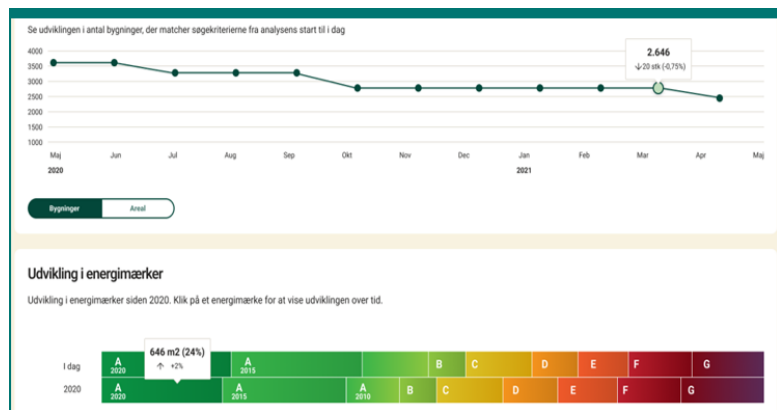 Se udviklingen i antal bygninger, der matcher søgekriterierne fra analysens start til i dag
4000
3500
3000
2500
2000
1500
1000
2.646
↓20 stk (-0,75%)
Maj Jun Jul Aug Sep Okt Nov Dec Jan Feb Mar Apr Maj
2020 2021
Bygninger Areal
Udvikling i energimærker
Udvikling i energimærker siden 2020. Klik på et energimærke for at vise udviklingen over tid.
646 m2 (24%)
↑ +2%
I dag A 2020 A 2015 B C D E F G
2020 A 2020 A 2015 A 2010 B C D E F G